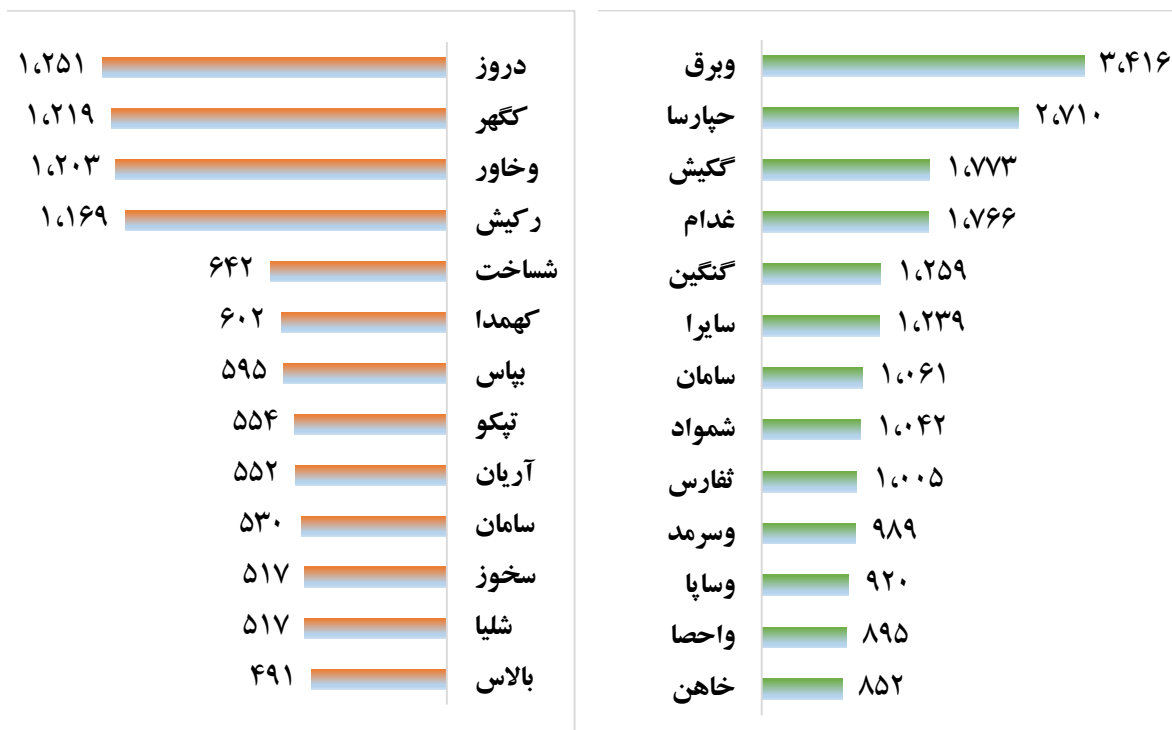 وبرق ۳،۴۱۶
حپارسا ۲،۷۱۰
گکیش ۱،۷۷۳
غدام ۱،۷۶۶
گنگین ۱،۲۵۹
سایرا ۱،۲۳۹
سامان ۱،۰۶۱
شمواد ۱،۰۴۲
ثفارس ۱،۰۰۵
وسرمد ۹۸۹
وساپا ۹۲۰
واحصا ۸۹۵
خاهن ۸۵۲
دروز ۱،۲۵۱
کگهر ۱،۲۱۹
وخاور ۱،۲۰۳
رکیش ۱،۱۶۹
شساخت ۶۴۲
کهمدا ۶۰۲
بپاس ۵۹۵
تپکو ۵۵۴
آریان ۵۵۲
سامان ۵۳۰
سخوز ۵۱۷
شلیا ۵۱۷
بالاس ۴۹۱